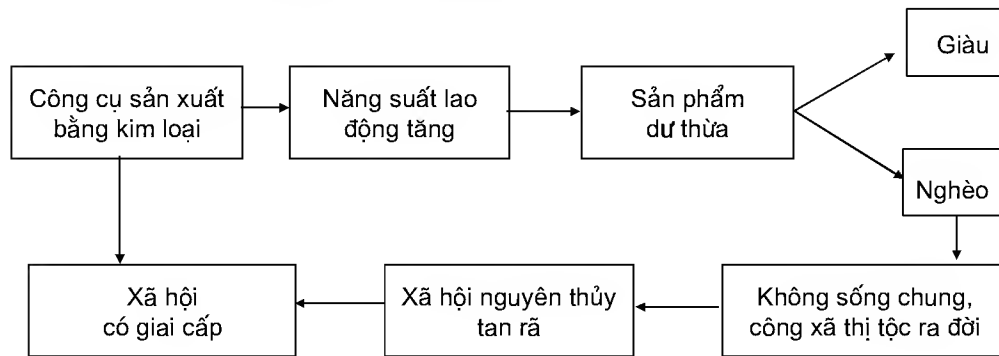 Công cụ sản xuất
bằng kim loại
Năng suất lao
động tăng
Sản phẩm
dư thừa
Giàu
Nghèo
Không sống chung,
công xã thị tộc ra đời
Xã hội nguyên thủy
tan rã
Xã hội
có giai cấp